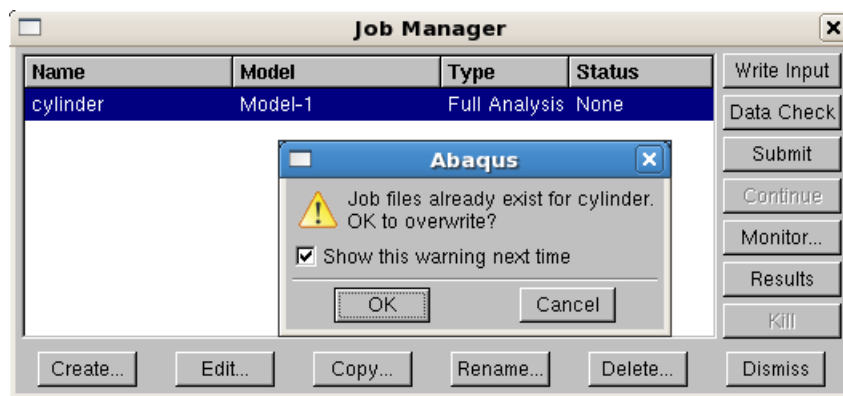 Job Manager
Name Model Type Status
cylinder Model-1 Full Analysis None
Write Input
Data Check
Submit
Continue
Monitor...
Results
Kill
Abaqus
Job files already exist for cylinder.
OK to overwrite?
Show this warning next time
OK Cancel
Create... Edit... Copy... Rename... Delete... Dismiss